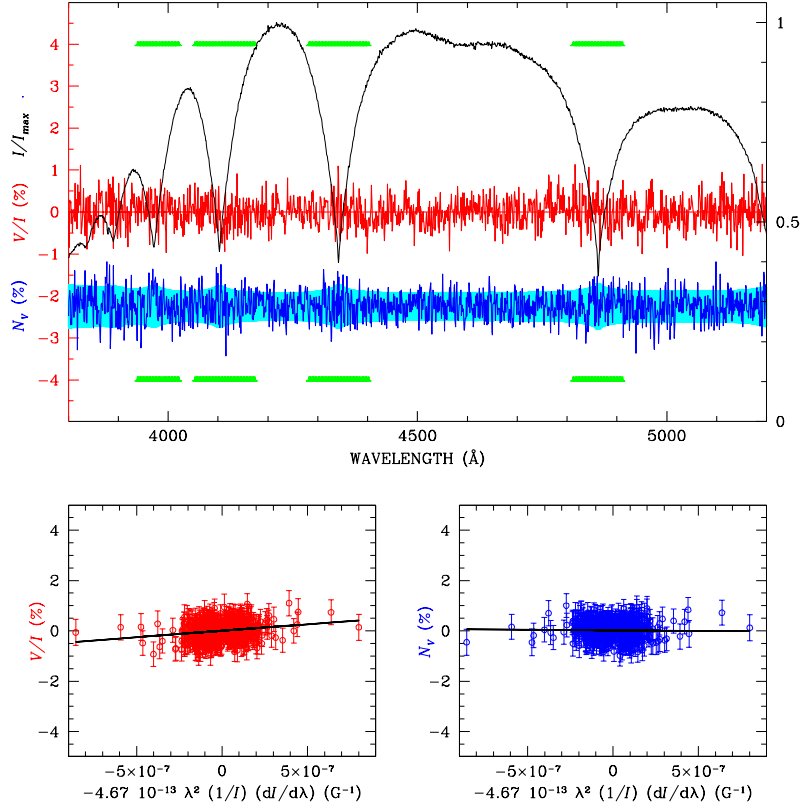 I/Imax
V/I (%)
Nv (%)
4
3
2
1
0
−1
−2
−3
−4
1
0.5
0
4000 4500 5000
WAVELENGTH (Å)
V/I (%)
4
2
0
−2
−4
−5×10⁻⁷ 0 5×10⁻⁷
−4.67 10⁻¹³ λ² (1/I) (dI/dλ) (G⁻¹)
Nv (%)
4
2
0
−2
−4
−5×10⁻⁷ 0 5×10⁻⁷
−4.67 10⁻¹³ λ² (1/I) (dI/dλ) (G⁻¹)